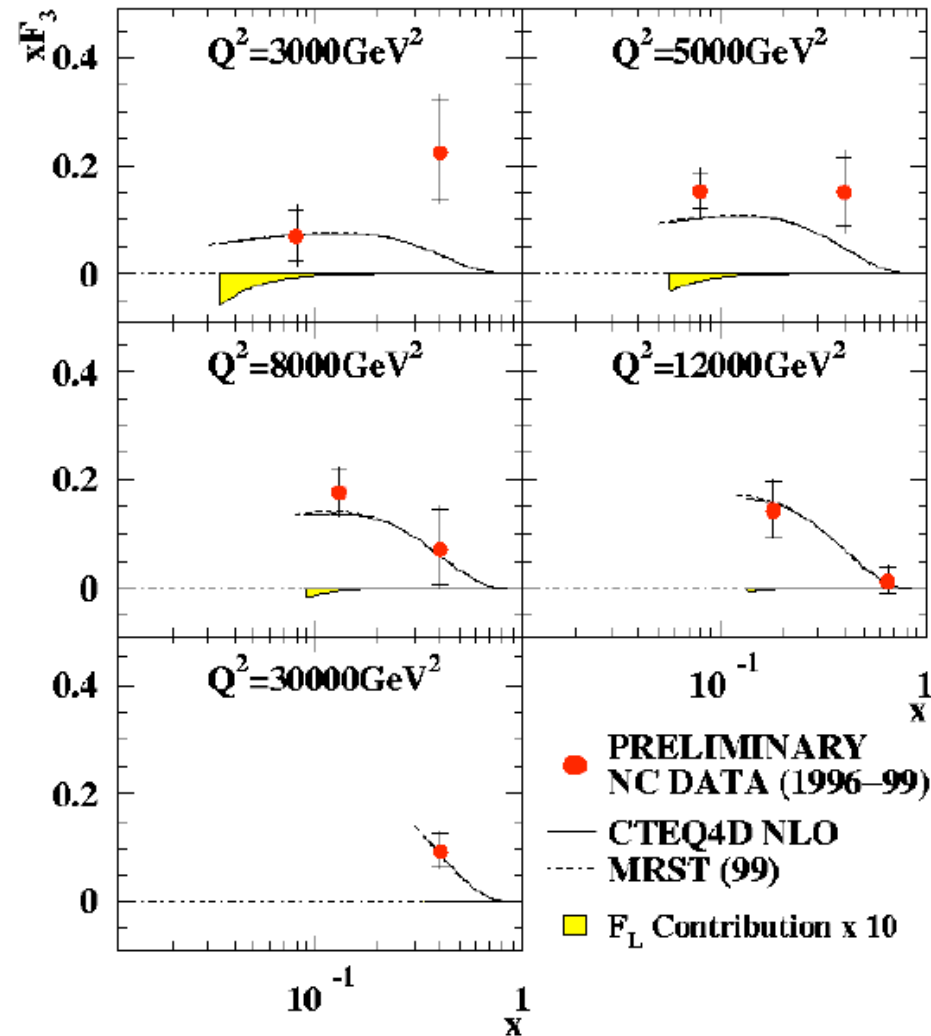 xF₃
Q²=3000GeV²
Q²=5000GeV²
0.4
0.2
0
Q²=8000GeV²
Q²=12000GeV²
0.4
0.2
0
Q²=30000GeV²
10⁻¹
1
x
0.4
0.2
0
PRELIMINARY
NC DATA (1996–99)
CTEQ4D NLO
MRST (99)
F_L Contribution x 10
10⁻¹
1
x